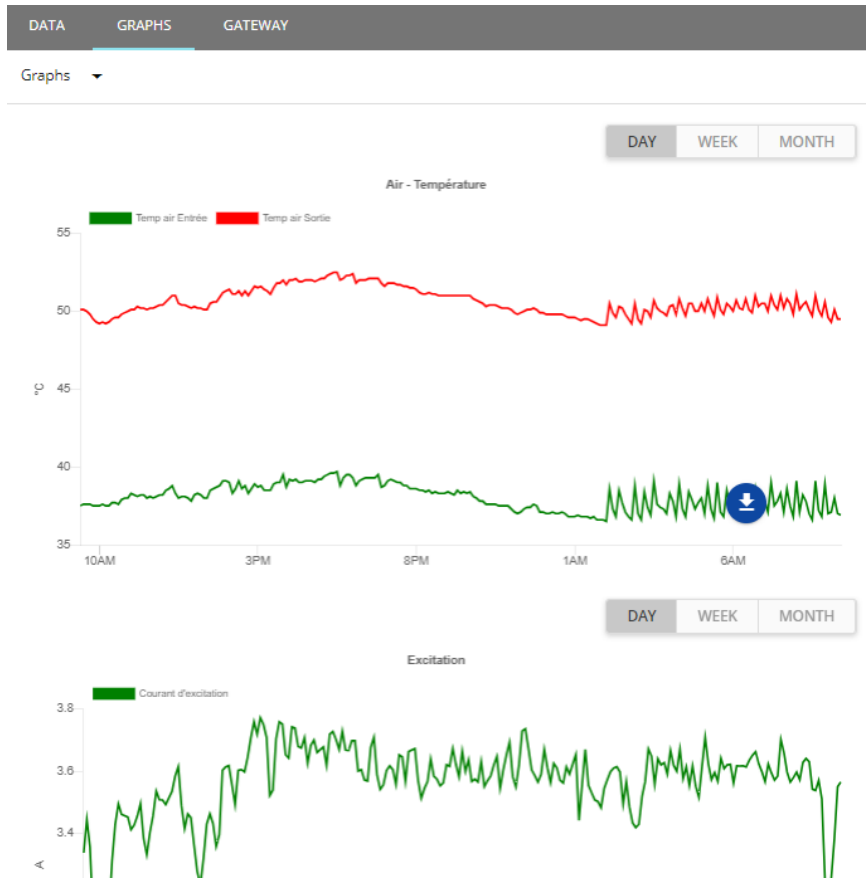 DATA GRAPHS GATEWAY
Graphs
DAY WEEK MONTH
Air - Température
Temp air Entrée Temp air Sortie
55
50
°C 45
40
35
10AM 3PM 8PM 1AM 6AM
DAY WEEK MONTH
Excitation
Courant d'excitation
3.8
3.6
3.4
A